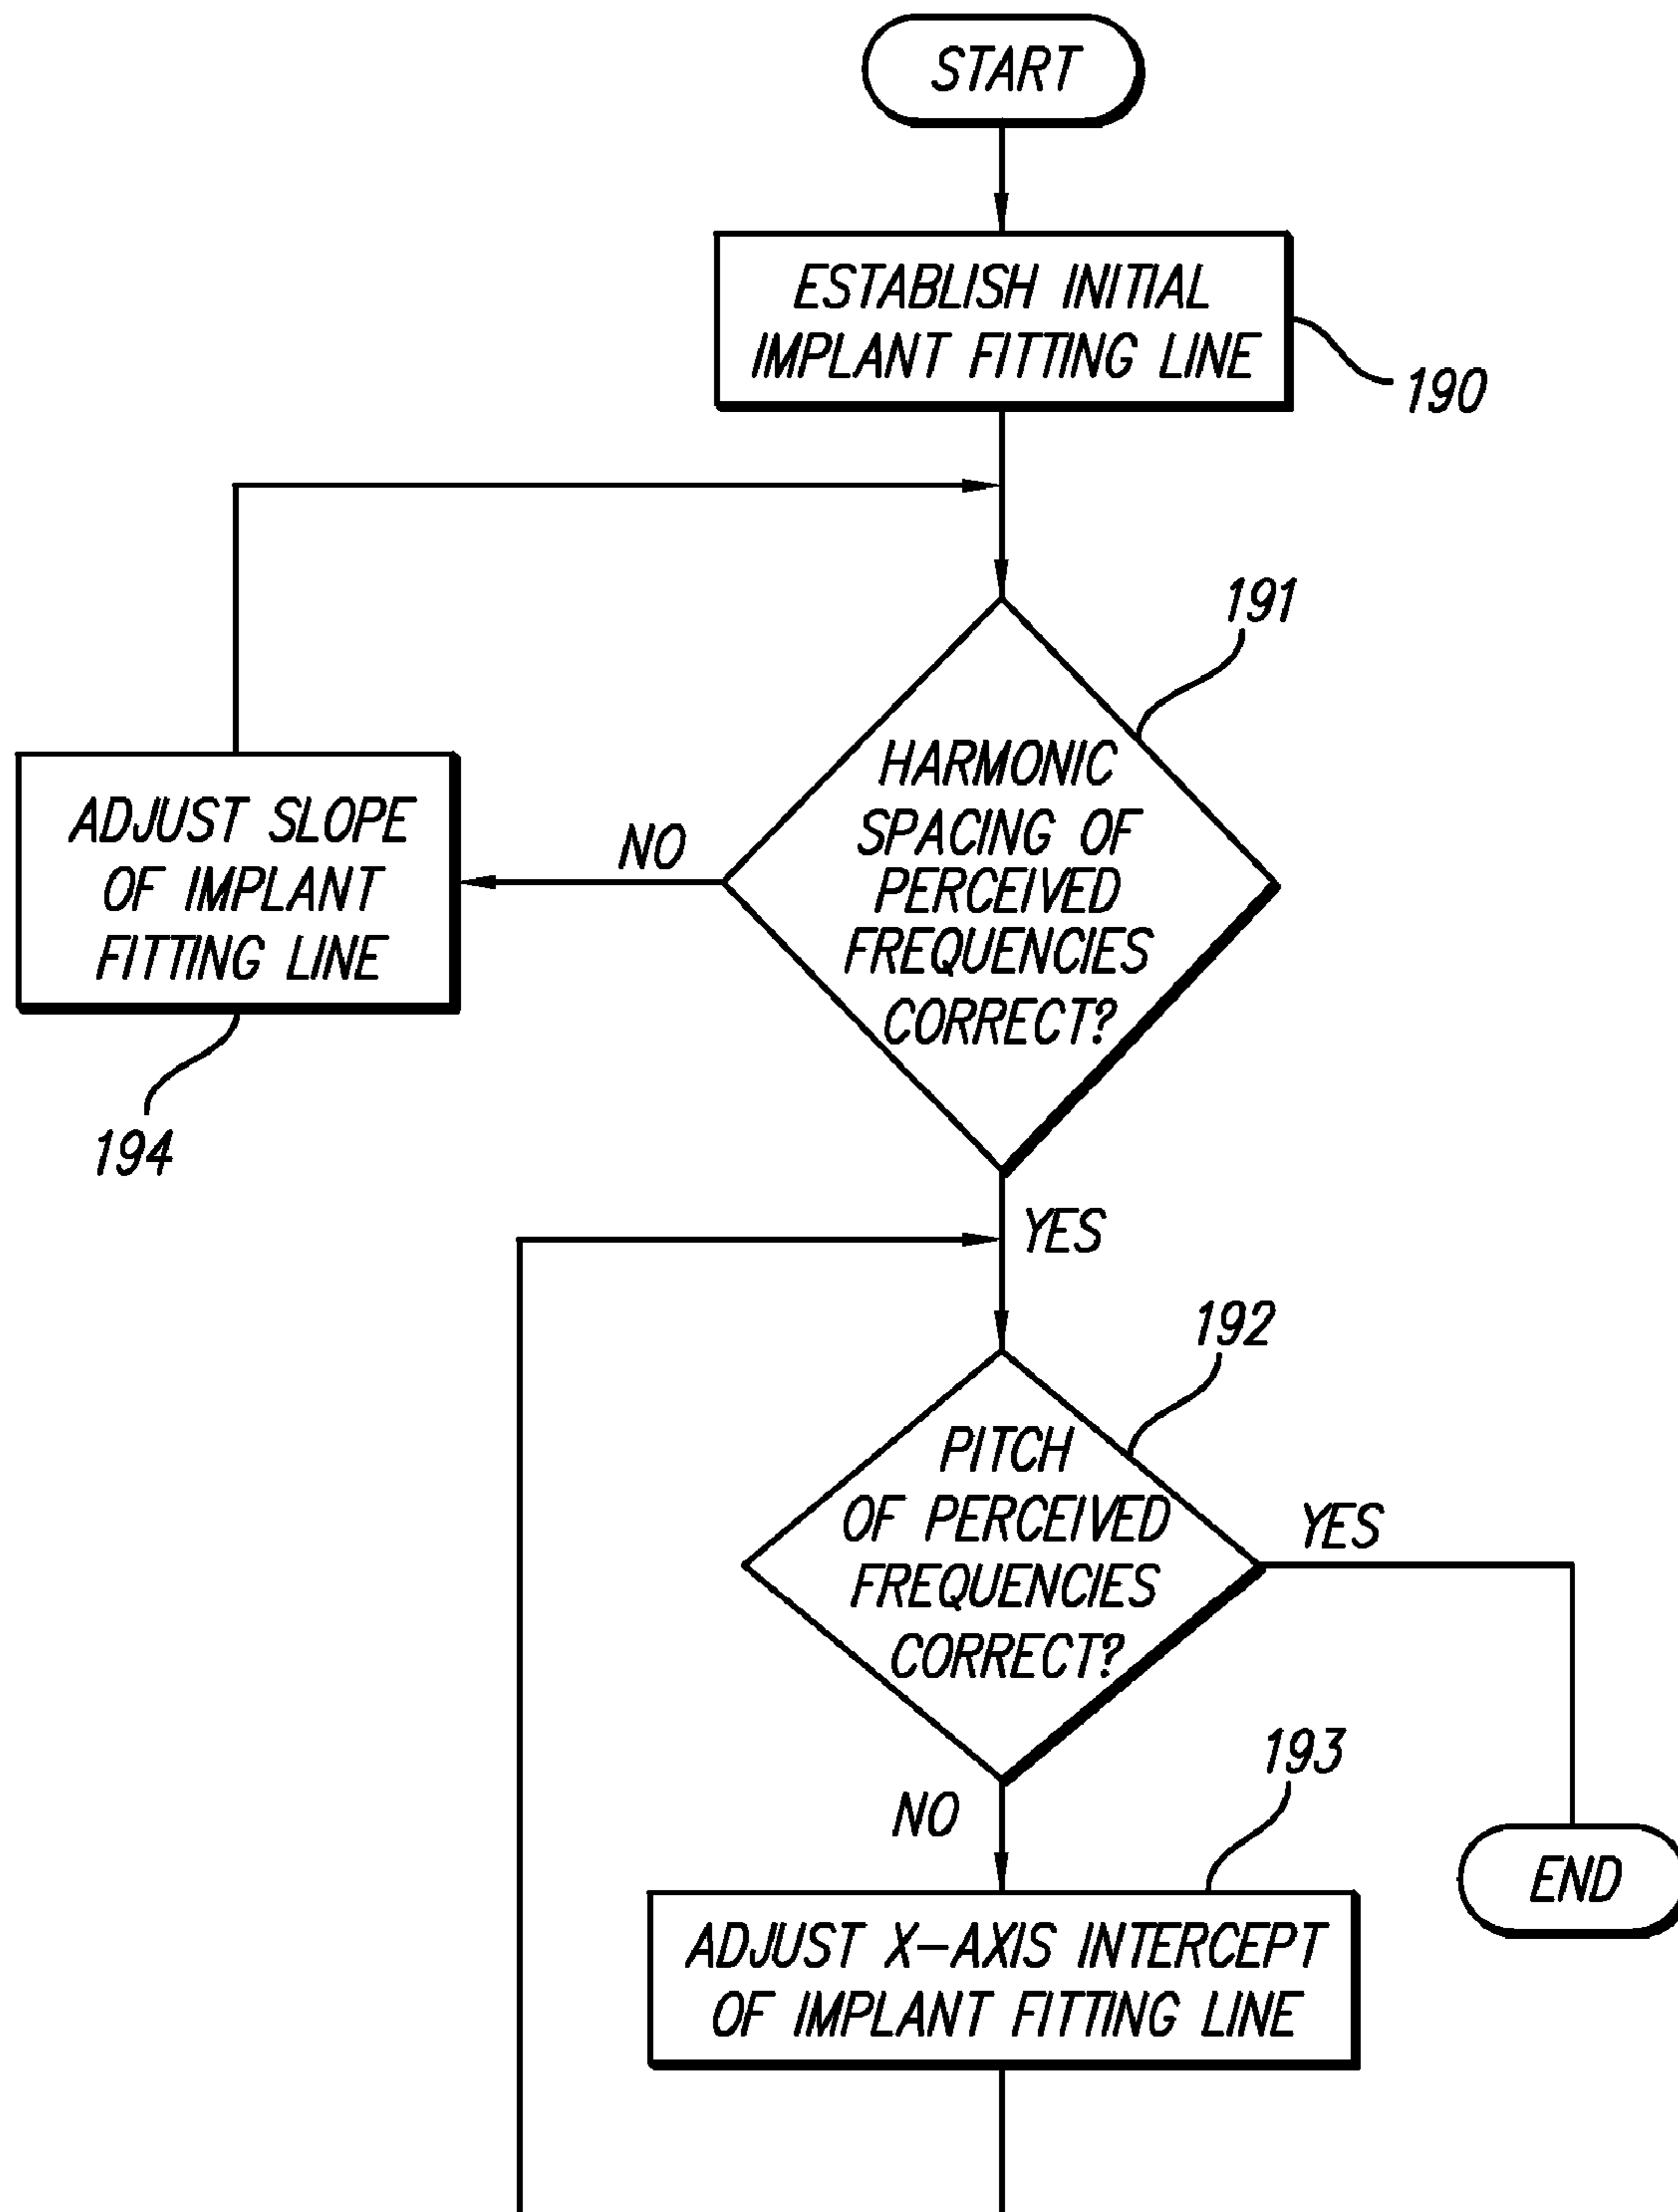 START
ESTABLISH INITIAL
IMPLANT FITTING LINE
190
191
HARMONIC
SPACING OF
PERCEIVED
FREQUENCIES
CORRECT?
NO
ADJUST SLOPE
OF IMPLANT
FITTING LINE
194
YES
192
PITCH
OF PERCEIVED
FREQUENCIES
CORRECT?
YES
NO
193
ADJUST X-AXIS INTERCEPT
OF IMPLANT FITTING LINE
END